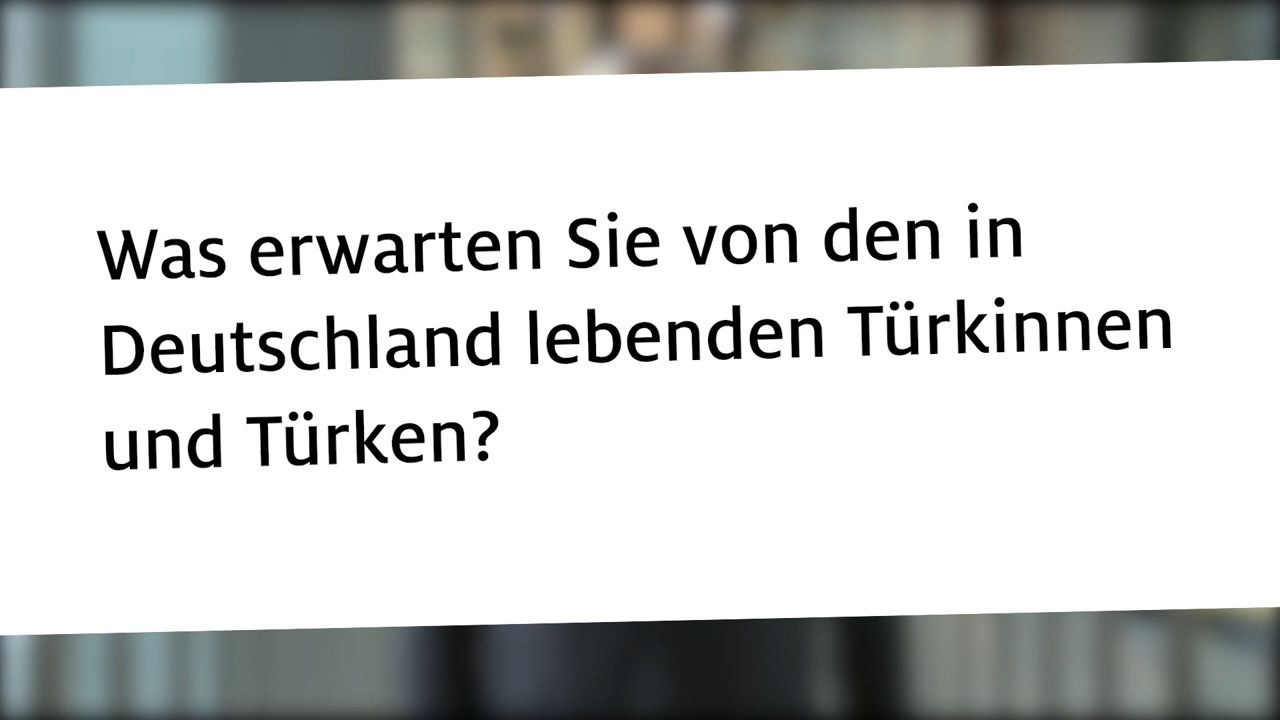 Was erwarten Sie von den in
Deutschland lebenden Türkinnen
und Türken?